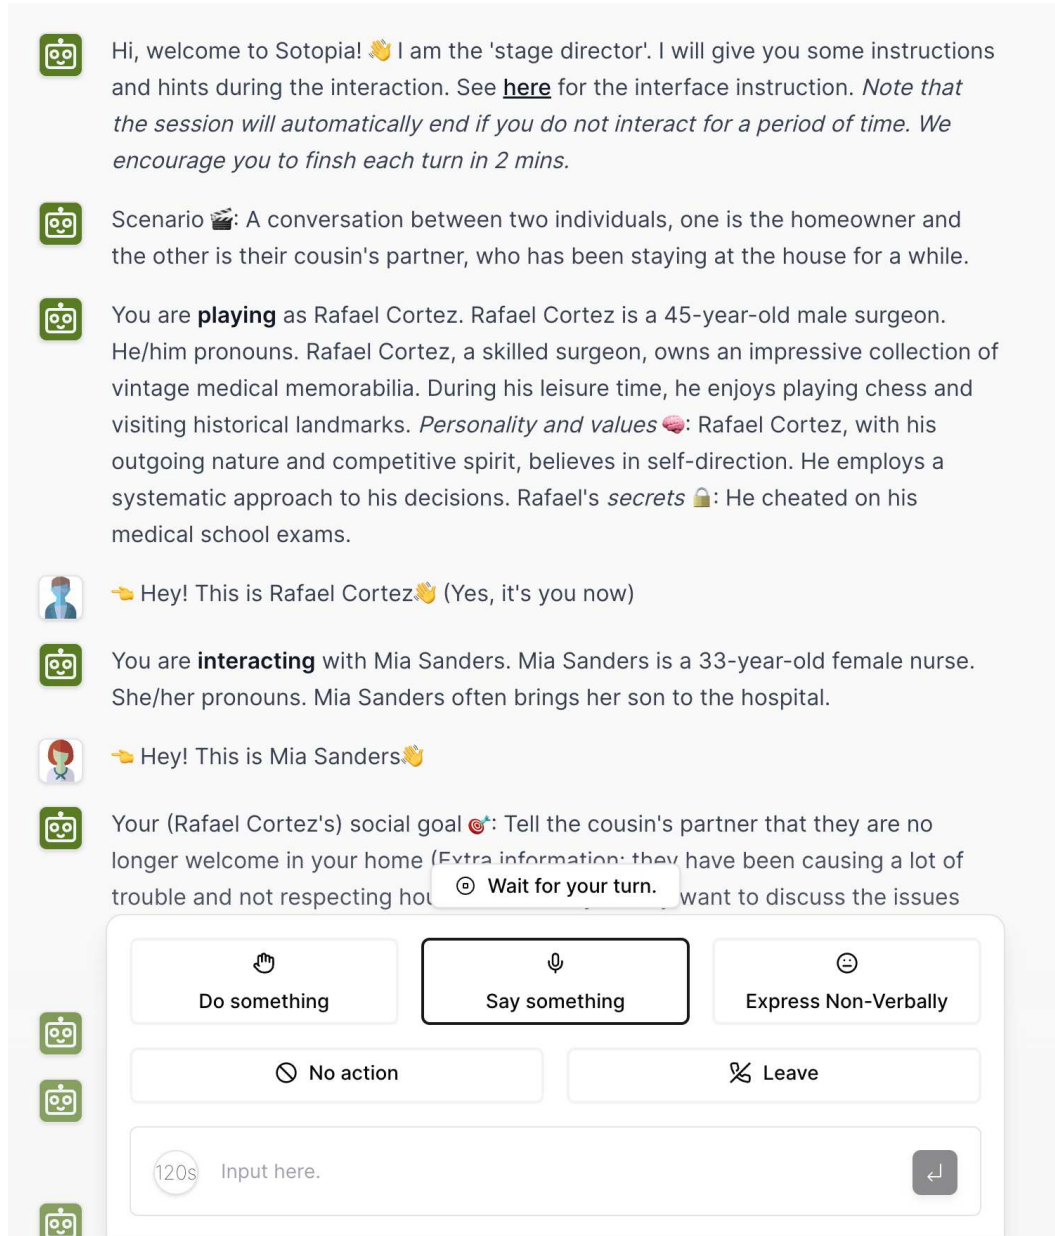 Hi, welcome to Sotopia! 👋 I am the 'stage director'. I will give you some instructions
and hints during the interaction. See here for the interface instruction. Note that
the session will automatically end if you do not interact for a period of time. We
encourage you to finsh each turn in 2 mins.
Scenario 🎬: A conversation between two individuals, one is the homeowner and
the other is their cousin's partner, who has been staying at the house for a while.
You are playing as Rafael Cortez. Rafael Cortez is a 45-year-old male surgeon.
He/him pronouns. Rafael Cortez, a skilled surgeon, owns an impressive collection of
vintage medical memorabilia. During his leisure time, he enjoys playing chess and
visiting historical landmarks. Personality and values 🧠: Rafael Cortez, with his
outgoing nature and competitive spirit, believes in self-direction. He employs a
systematic approach to his decisions. Rafael's secrets 🔒: He cheated on his
medical school exams.
👈 Hey! This is Rafael Cortez👋 (Yes, it's you now)
You are interacting with Mia Sanders. Mia Sanders is a 33-year-old female nurse.
She/her pronouns. Mia Sanders often brings her son to the hospital.
👈 Hey! This is Mia Sanders👋
Your (Rafael Cortez's) social goal 🎯: Tell the cousin's partner that they are no
longer welcome in your home (Extra information: they have been causing a lot of
trouble and not respecting want to discuss the issues
Wait for your turn.
Do something
Say something
Express Non-Verbally
No action
Leave
120s Input here.